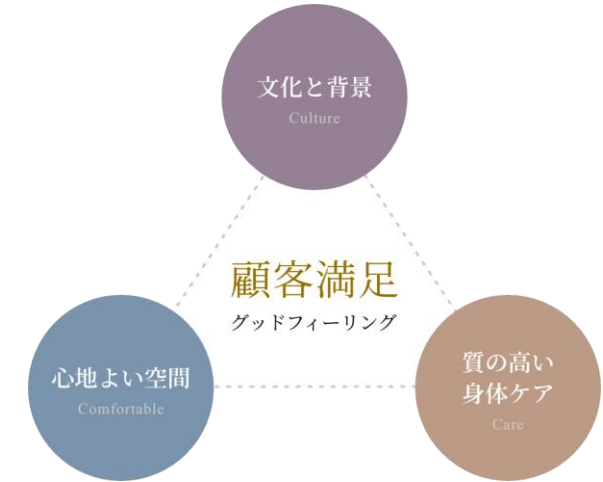 文化と背景
Culture
顧客満足
グッドフィーリング
心地よい空間
Comfortable
質の高い
身体ケア
Care